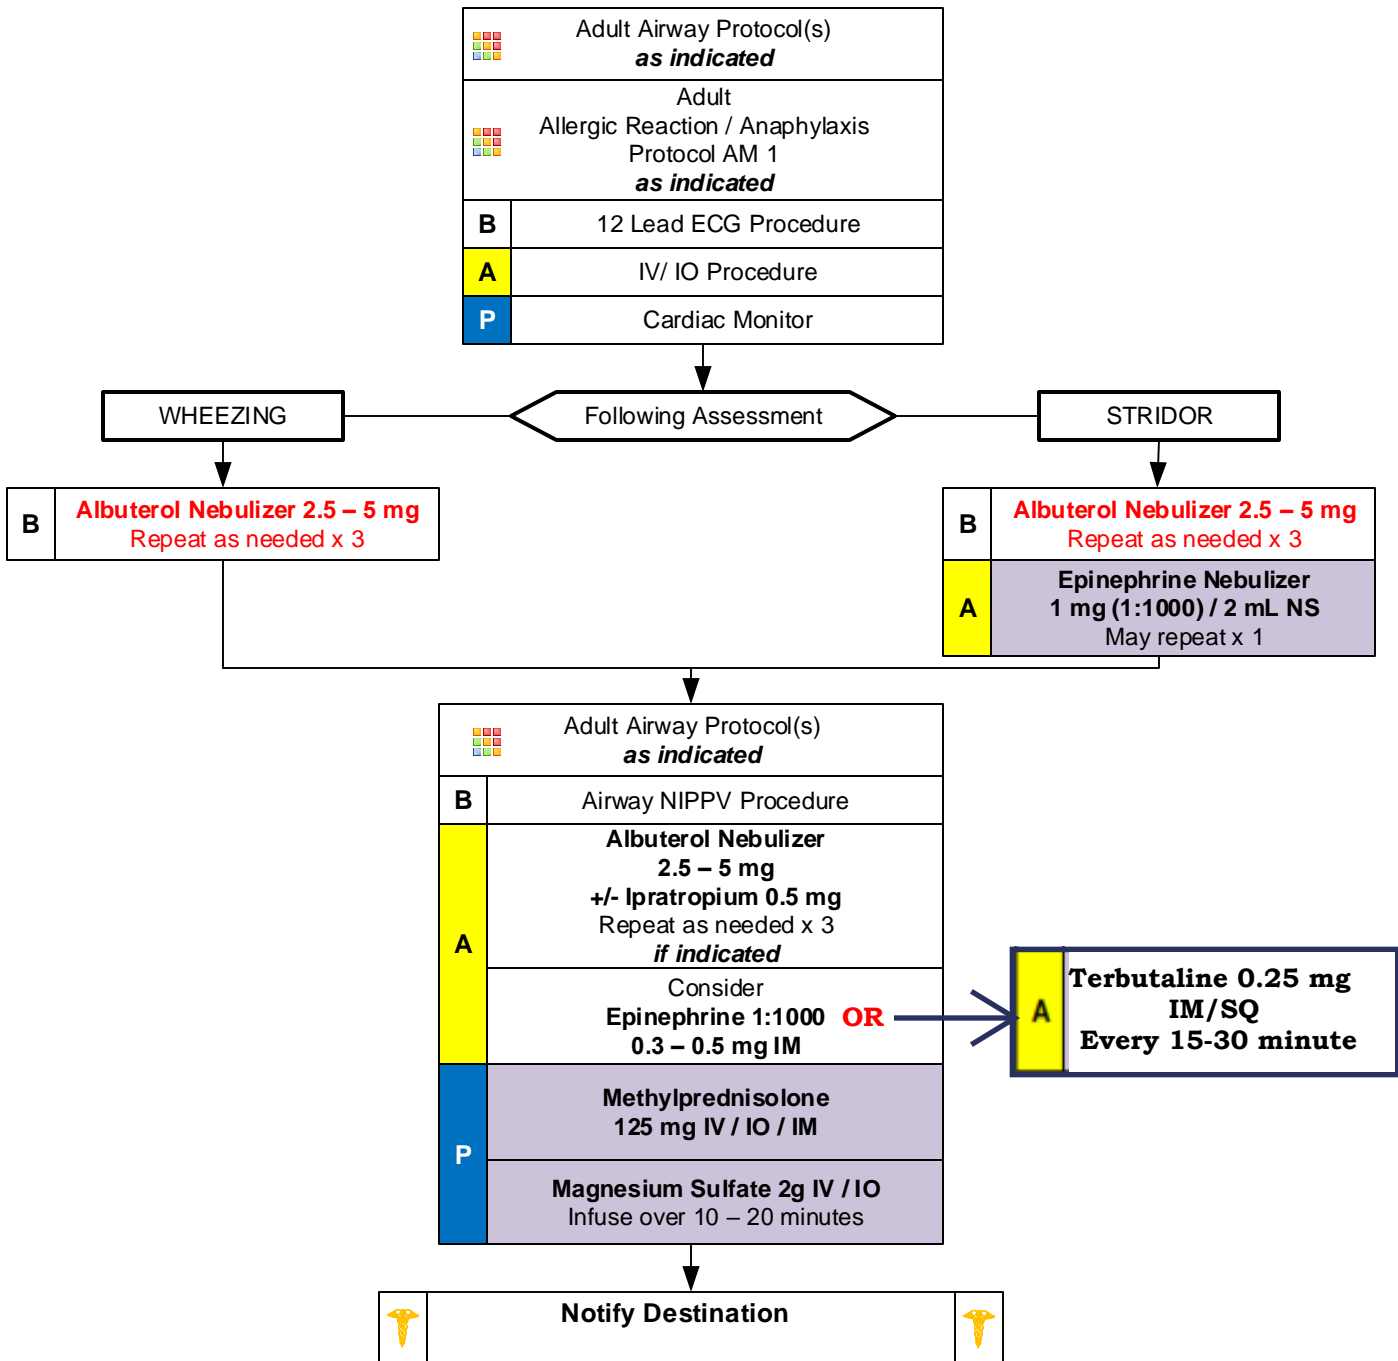 Adult Airway Protocol(s)
as indicated
Adult
Allergic Reaction / Anaphylaxis
Protocol AM 1
as indicated
B
12 Lead ECG Procedure
A
IV/ IO Procedure
P
Cardiac Monitor
WHEEZING
Following Assessment
STRIDOR
B
Albuterol Nebulizer 2.5 – 5 mg
Repeat as needed x 3
B
Albuterol Nebulizer 2.5 – 5 mg
Repeat as needed x 3
A
Epinephrine Nebulizer
1 mg (1:1000) / 2 mL NS
May repeat x 1
Adult Airway Protocol(s)
as indicated
B
Airway NIPPV Procedure
A
Albuterol Nebulizer
2.5 – 5 mg
+/- Ipratropium 0.5 mg
Repeat as needed x 3
if indicated
Consider
Epinephrine 1:1000 OR
0.3 – 0.5 mg IM
A
Terbutaline 0.25 mg
IM/SQ
Every 15-30 minute
P
Methylprednisolone
125 mg IV / IO / IM
Magnesium Sulfate 2g IV / IO
Infuse over 10 – 20 minutes
Notify Destination